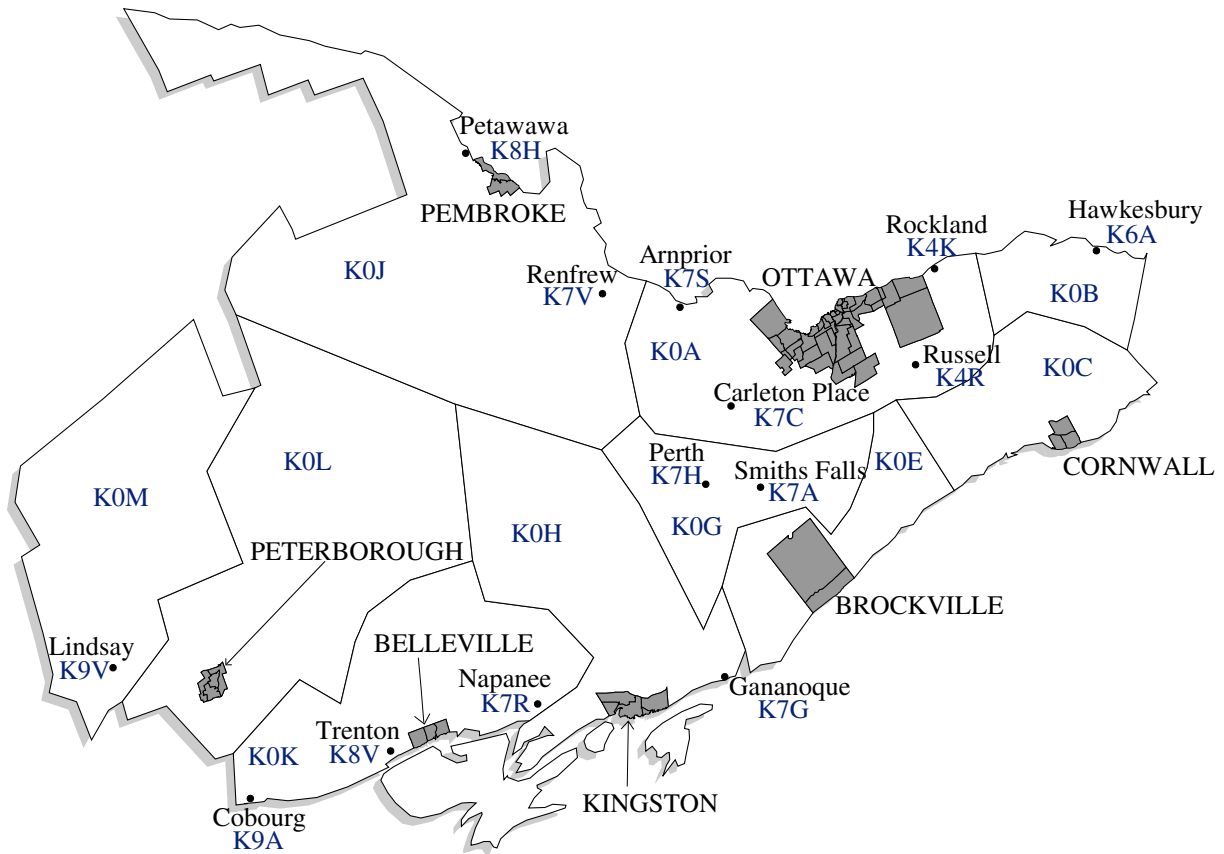 Petawawa
K8H
PEMBROKE
Hawkesbury
K6A
Rockland
K4K
Arnprior
K7S
OTTAWA
K0J
Renfrew
K7V
K0B
K0A
Russell
K4R
K0C
Carleton Place
K7C
Perth
K7H
Smiths Falls
K7A
K0E
CORNWALL
K0L
K0M
K0G
K0H
PETERBOROUGH
BROCKVILLE
Lindsay
K9V
BELLEVILLE
Napanee
K7R
Gananoque
K7G
Trenton
K8V
K0K
KINGSTON
Cobourg
K9A